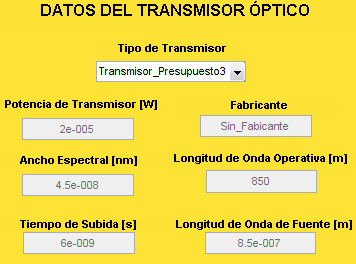 DATOS DEL TRANSMISOR ÓPTICO
Tipo de Transmisor
Transmisor_Presupuesto3
Potencia de Transmisor [W]
Fabricante
2e-005
Sin_Fabicante
Ancho Espectral [nm]
Longitud de Onda Operativa [m]
4.5e-008
850
Tiempo de Subida [s]
Longitud de Onda de Fuente [m]
6e-009
8.5e-007